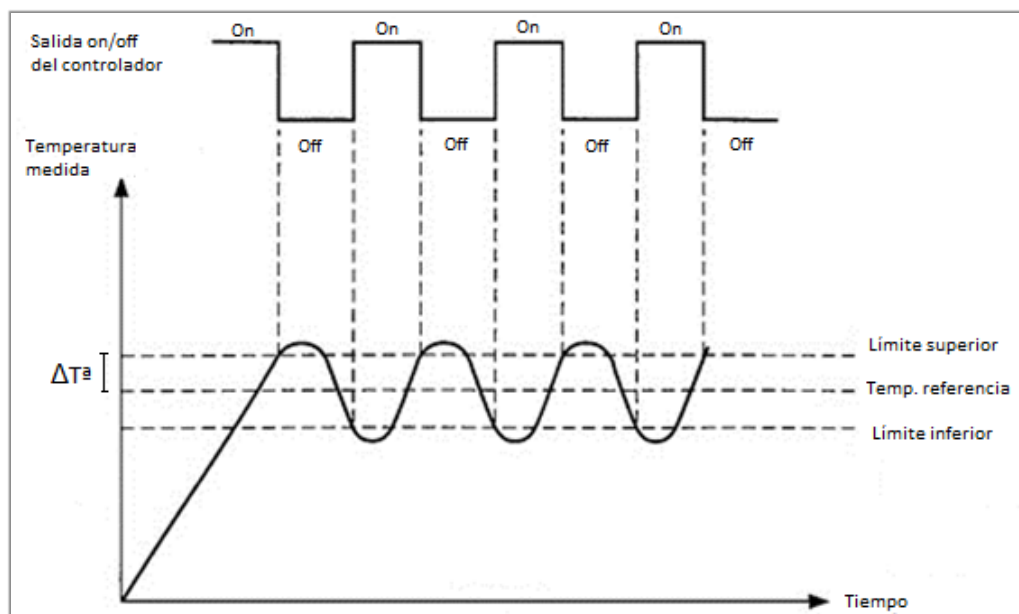 Salida on/off
del controlador
On
On
On
On
Off
Off
Off
Off
Temperatura
medida
ΔTª
Límite superior
Temp. referencia
Límite inferior
Tiempo